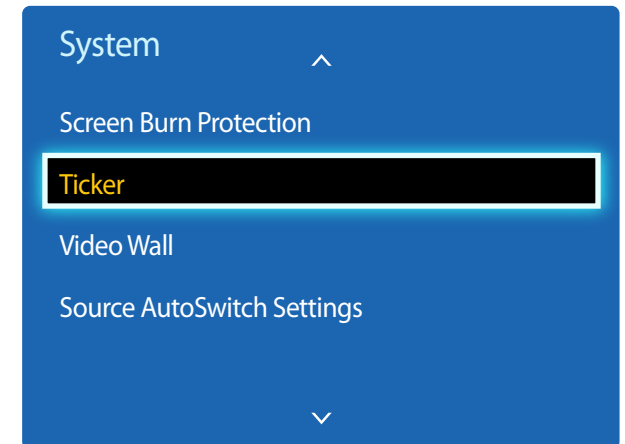 System
Screen Burn Protection
Ticker
Video Wall
Source AutoSwitch Settings